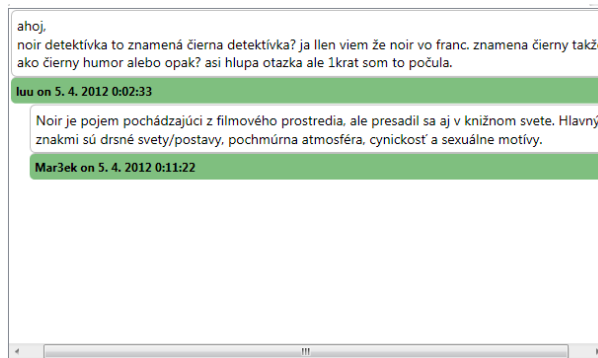 ahoj,
noir detektívka to znamená čierna detektívka? ja llen viem že noir vo franc. znamena čierny takž
ako čierny humor alebo opak? asi hlupa otazka ale 1krat som to počula.
luu on 5. 4. 2012 0:02:33
Noir je pojem pochádzajúci z filmového prostredia, ale presadil sa aj v knižnom svete. Hlavný
znakmi sú drsné svety/postavy, pochmúrna atmosféra, cynickosť a sexuálne motívy.
Mar3ek on 5. 4. 2012 0:11:22